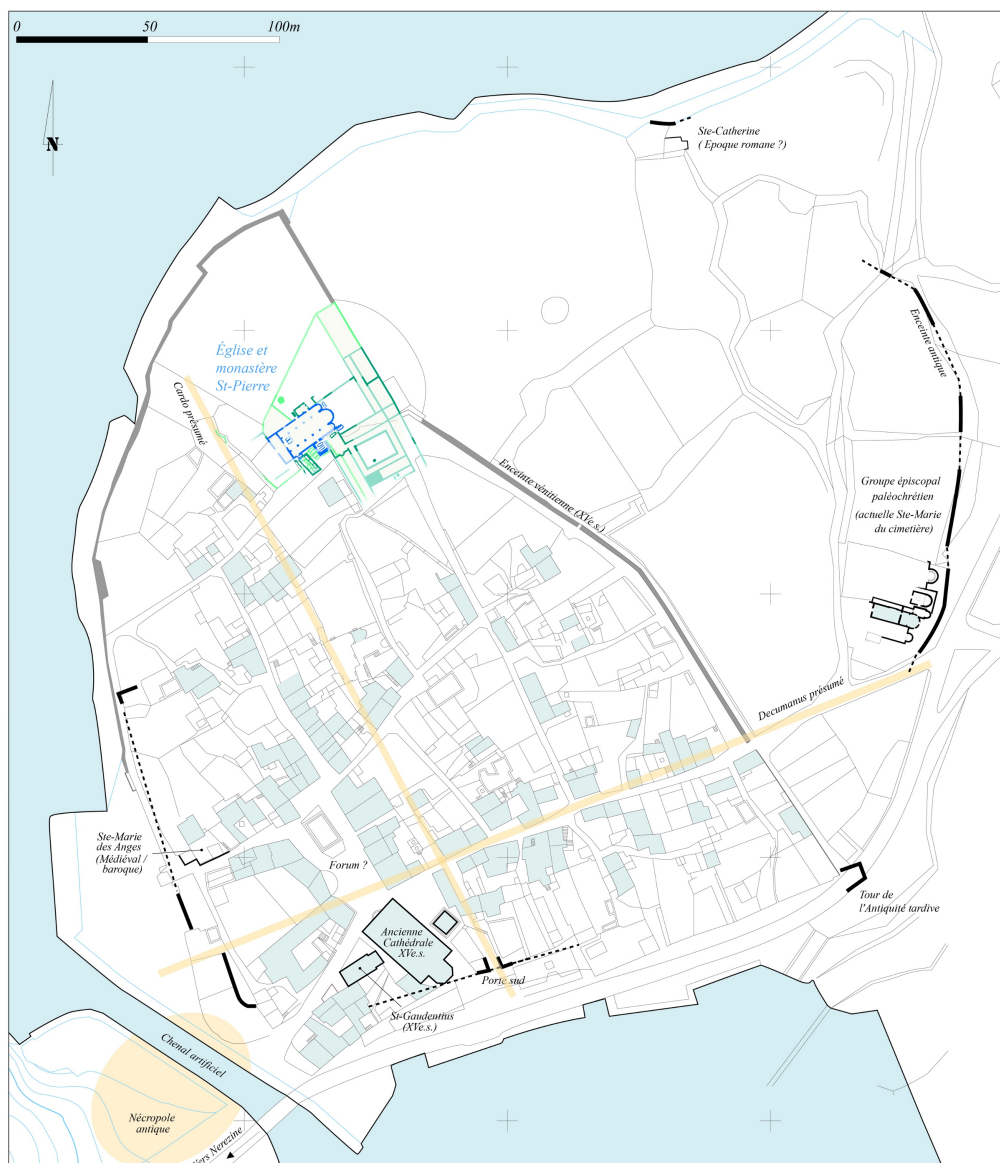 0 50 100m
N
Ste-Catherine
( Epoque romane ?)
Église et
monastère
St-Pierre
Cardo présumé
Enceinte antique
Enceinte vénitienne (XVe.s.)
Groupe épiscopal
paléochrétien
(actuelle Ste-Marie
du cimetière)
Decumanus présumé
Ste-Marie
des Anges
(Médiéval /
baroque)
Forum ?
Tour de
l'Antiquité tardive
Ancienne
Cathédrale
XVe.s.
Porte sud
St-Gaudentius
(XVe.s.)
Chenal artificiel
Nécropole
antique
Vers Nerezine